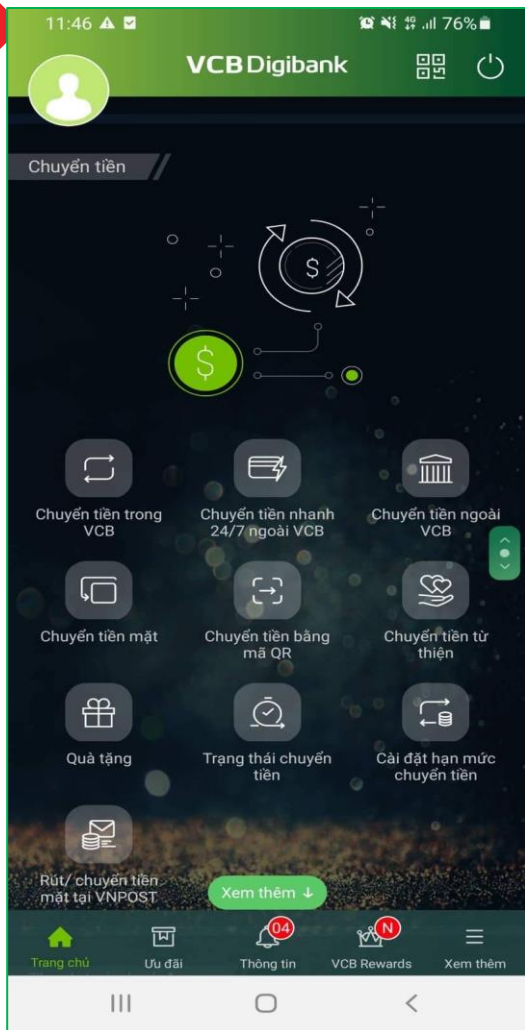 11:46
4G
76%
VCB Digibank
Chuyển tiền
Chuyển tiền trong
VCB
Chuyển tiền nhanh
24/7 ngoài VCB
Chuyển tiền ngoài
VCB
Chuyển tiền mặt
Chuyển tiền bằng
mã QR
Chuyển tiền từ
thiện
Quà tặng
Trạng thái chuyển
tiền
Cài đặt hạn mức
chuyển tiền
Rút/ chuyển tiền
mặt tại VNPOST
Xem thêm ↓
04
N
Trang chủ
Ưu đãi
Thông tin
VCB Rewards
Xem thêm